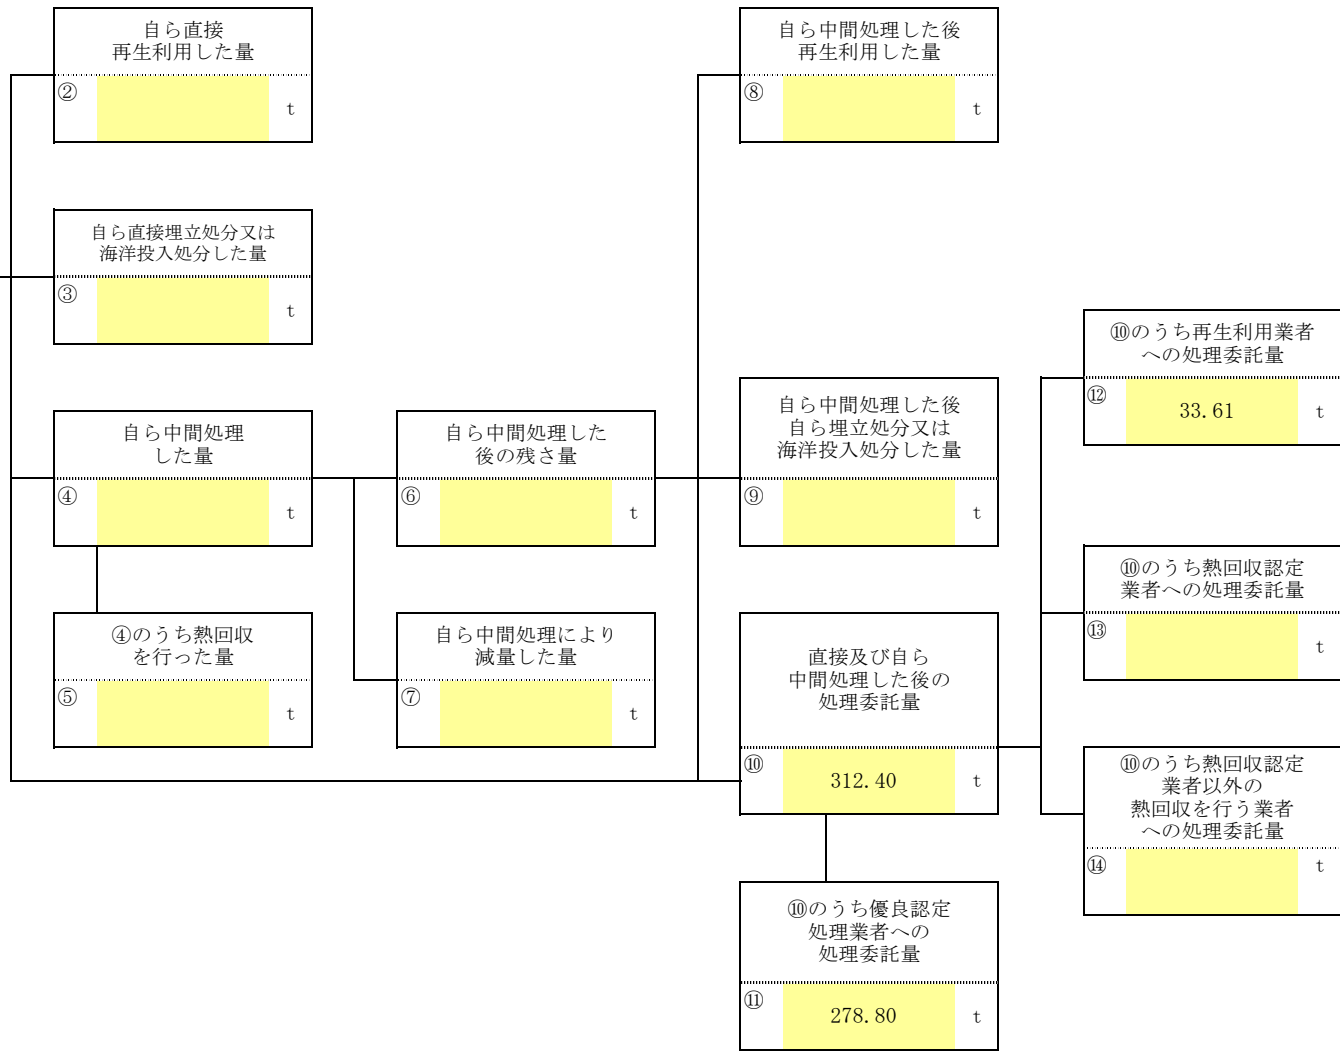 自ら直接
再生利用した量
②
t
自ら中間処理した後
再生利用した量
⑧
t
自ら直接埋立処分又は
海洋投入処分した量
③
t
⑩のうち再生利用業者
への処理委託量
⑫
33.61
t
自ら中間処理
した量
④
t
自ら中間処理した
後の残さ量
⑥
t
自ら中間処理した後
自ら埋立処分又は
海洋投入処分した量
⑨
t
⑩のうち熱回収認定
業者への処理委託量
⑬
t
④のうち熱回収
を行った量
⑤
t
自ら中間処理により
減量した量
⑦
t
直接及び自ら
中間処理した後の
処理委託量
⑩
312.40
t
⑩のうち熱回収認定
業者以外の
熱回収を行う業者
への処理委託量
⑭
t
⑩のうち優良認定
処理業者への
処理委託量
⑪
278.80
t